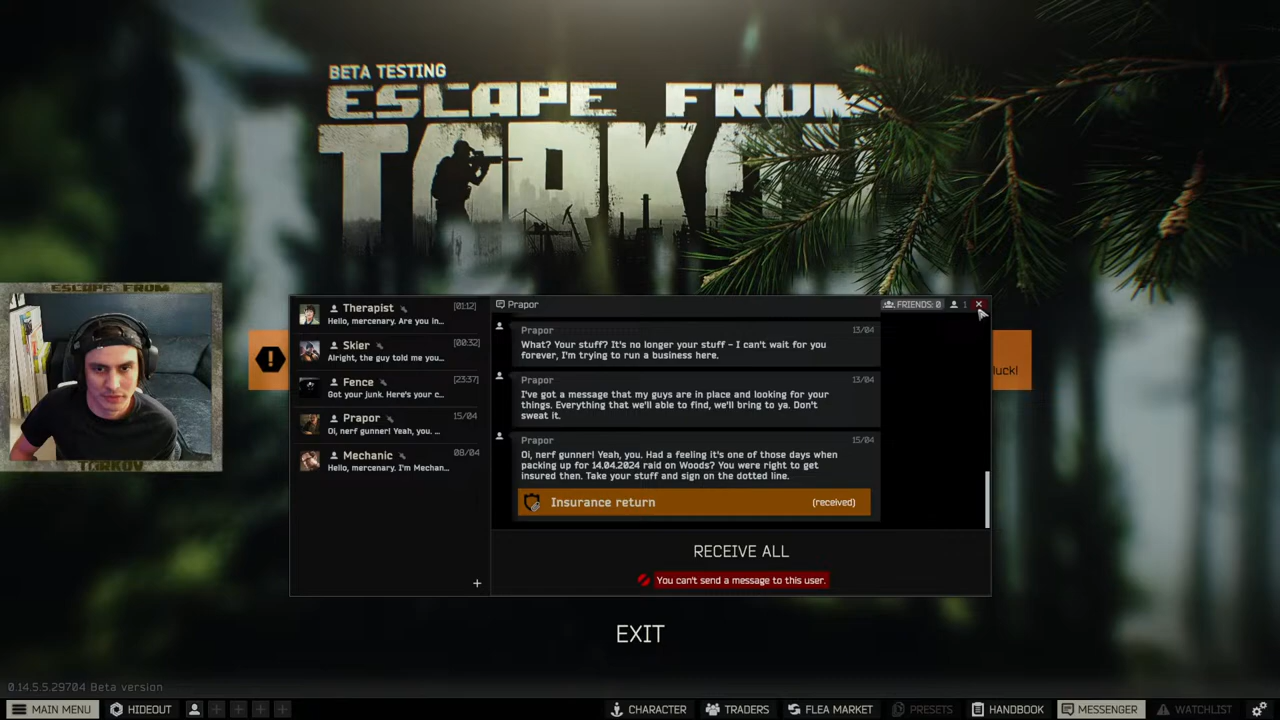 BETA TESTING
ESCAPE FROM
TARKOV
ESCAPE FROM
TARKOV
Therapist
[01:12]
Hello, mercenary. Are you in...
Skier
[00:32]
Alright, the guy told me you...
Fence
[23:37]
Got your junk. Here's your c...
Prapor
15/04
Oi, nerf gunner! Yeah, you. ...
Mechanic
08/04
Hello, mercenary. I'm Mechan...
+
Prapor
FRIENDS: 0
1
Prapor
13/04
What? Your stuff? It's no longer your stuff – I can't wait for you
forever, I'm trying to run a business here.
Prapor
13/04
I've got a message that my guys are in place and looking for your
things. Everything that we'll able to find, we'll bring to ya. Don't
sweat it.
Prapor
15/04
Oi, nerf gunner! Yeah, you. Had a feeling it's one of those days when
packing up for 14.04.2024 raid on Woods? You were right to get
insured then. Take your stuff and sign on the dotted line.
Insurance return
(received)
RECEIVE ALL
You can't send a message to this user.
luck!
EXIT
0.14.5.5.29704 Beta version
MAIN MENU
HIDEOUT
CHARACTER
TRADERS
FLEA MARKET
PRESETS
HANDBOOK
MESSENGER
WATCHLIST